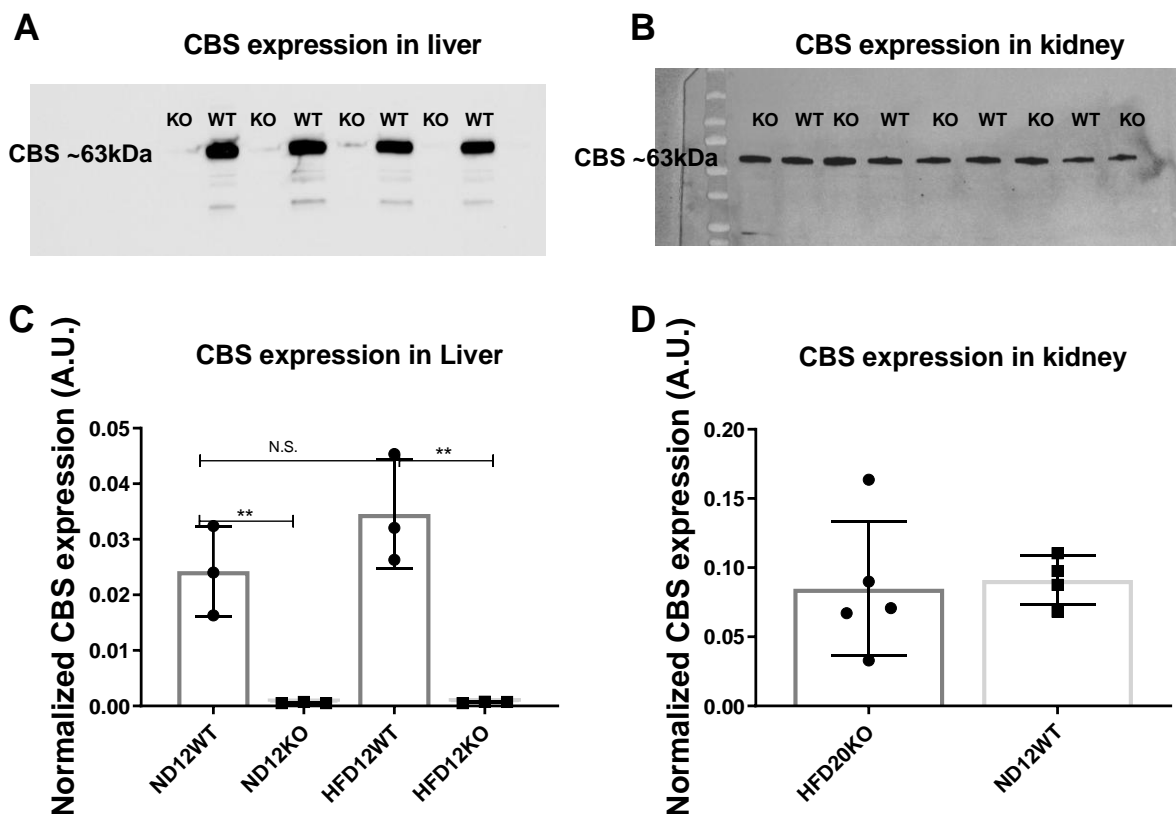 A
CBS expression in liver
KO WT KO WT KO WT KO WT
CBS ~63kDa
B
CBS expression in kidney
KO WT KO WT KO WT KO WT KO
CBS ~63kDa
C
CBS expression in Liver
Normalized CBS expression (A.U.)
0.05
0.04
0.03
0.02
0.01
0.00
N.S.
**
**
ND12WT
ND12KO
HFD12WT
HFD12KO
D
CBS expression in kidney
Normalized CBS expression (A.U.)
0.20
0.15
0.10
0.05
0.00
HFD20KO
ND12WT